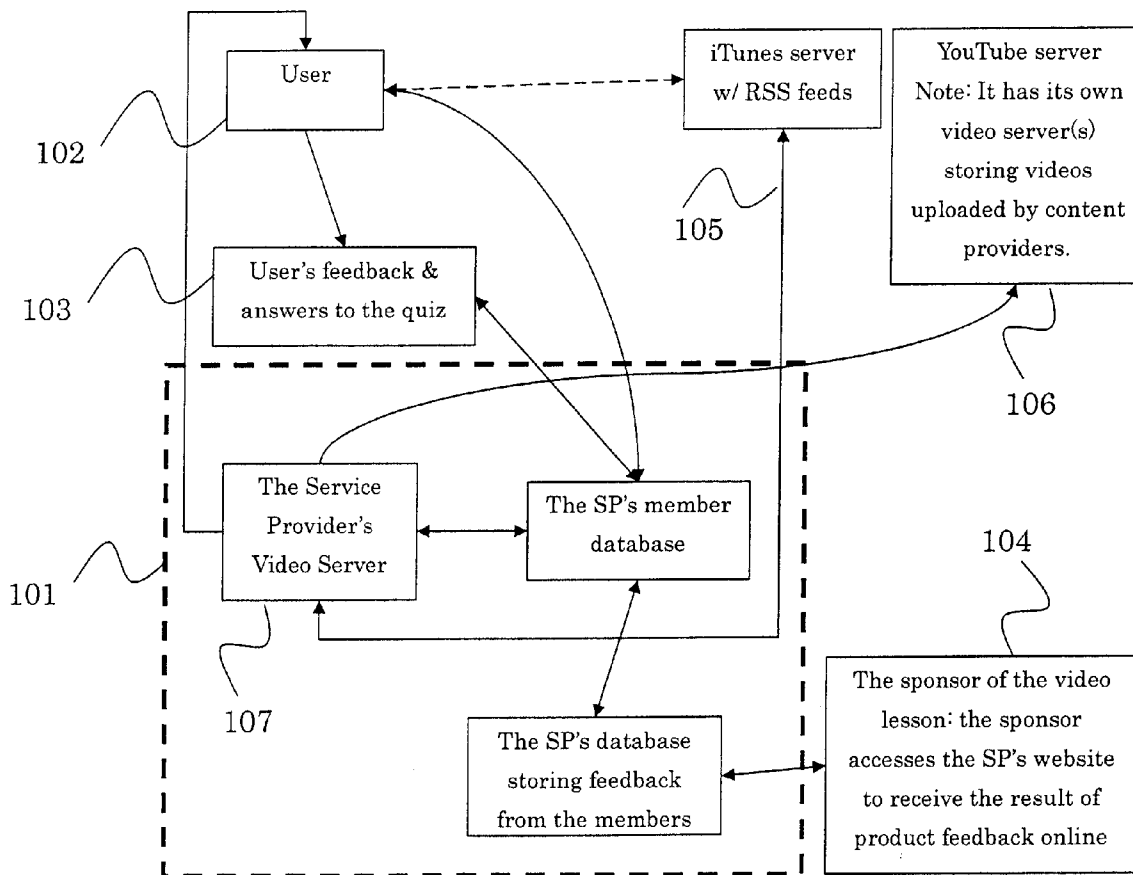 User
iTunes server
w/ RSS feeds
YouTube server
Note: It has its own
video server(s)
storing videos
uploaded by content
providers.
102
105
User's feedback &
answers to the quiz
103
106
The Service
Provider's
Video Server
The SP's member
database
104
101
107
The SP's database
storing feedback
from the members
The sponsor of the video
lesson: the sponsor
accesses the SP's website
to receive the result of
product feedback online